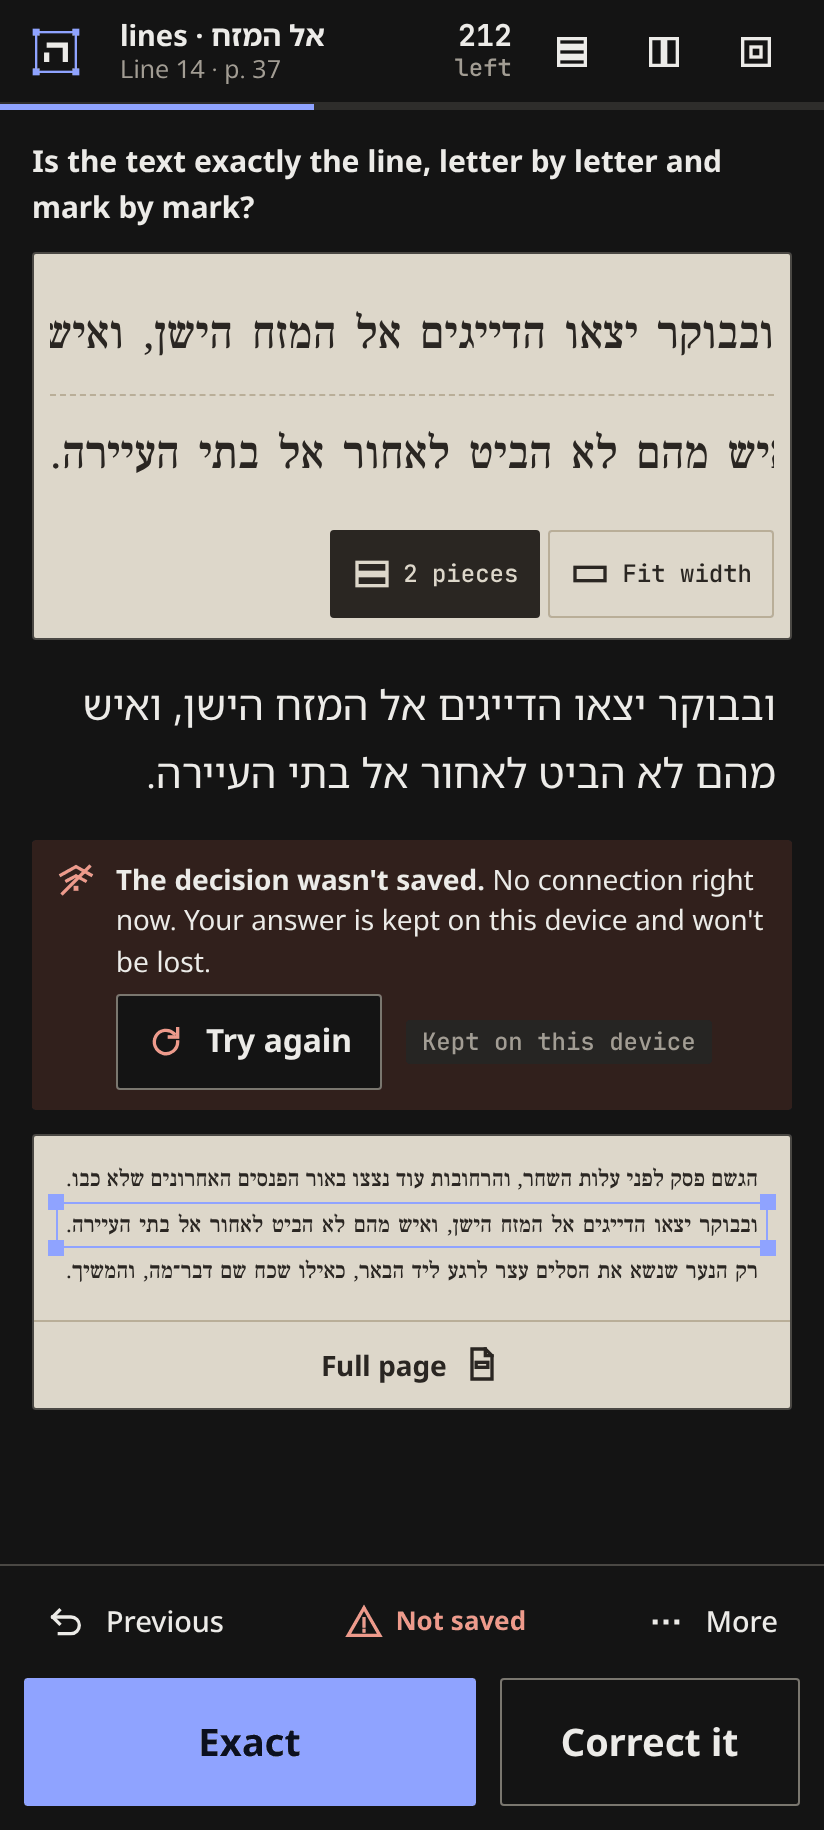 ה
lines · אל המזח
Line 14 · p. 37
212
left
Is the text exactly the line, letter by letter and
mark by mark?
ובבוקר יצאו הדייגים אל המזח הישן, ואיש
איש מהם לא הביט לאחור אל בתי העיירה.
2 pieces
Fit width
ובבוקר יצאו הדייגים אל המזח הישן, ואיש
מהם לא הביט לאחור אל בתי העיירה.
The decision wasn't saved. No connection right
now. Your answer is kept on this device and won't
be lost.
Try again
Kept on this device
הגשם פסק לפני עלות השחר, והרחובות עוד נצצו באור הפנסים האחרונים שלא כבו.
ובבוקר יצאו הדייגים אל המזח הישן, ואיש מהם לא הביט לאחור אל בתי העיירה.
רק הנער שנשא את הסלים עצר לרגע ליד הבאר, כאילו שכח שם דבר־מה, והמשיך.
Full page
Previous
Not saved
More
Exact
Correct it